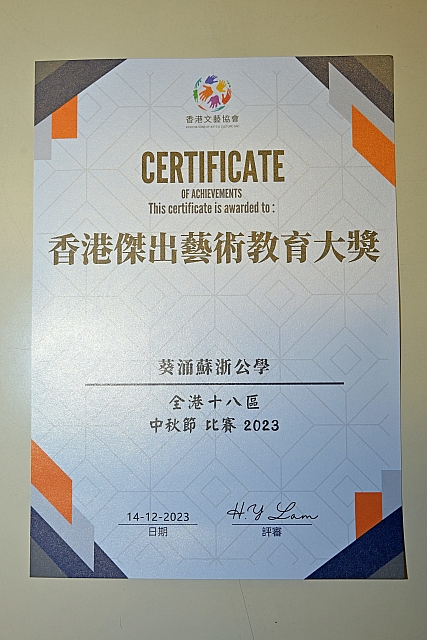 香港文藝協會
CERTIFICATE
OF ACHIEVEMENTS
This certificate is awarded to :
香港傑出藝術教育大獎
葵涌蘇浙公學
全港十八區
中秋節 比賽 2023
14-12-2023
日期
H.Y Lam
評審